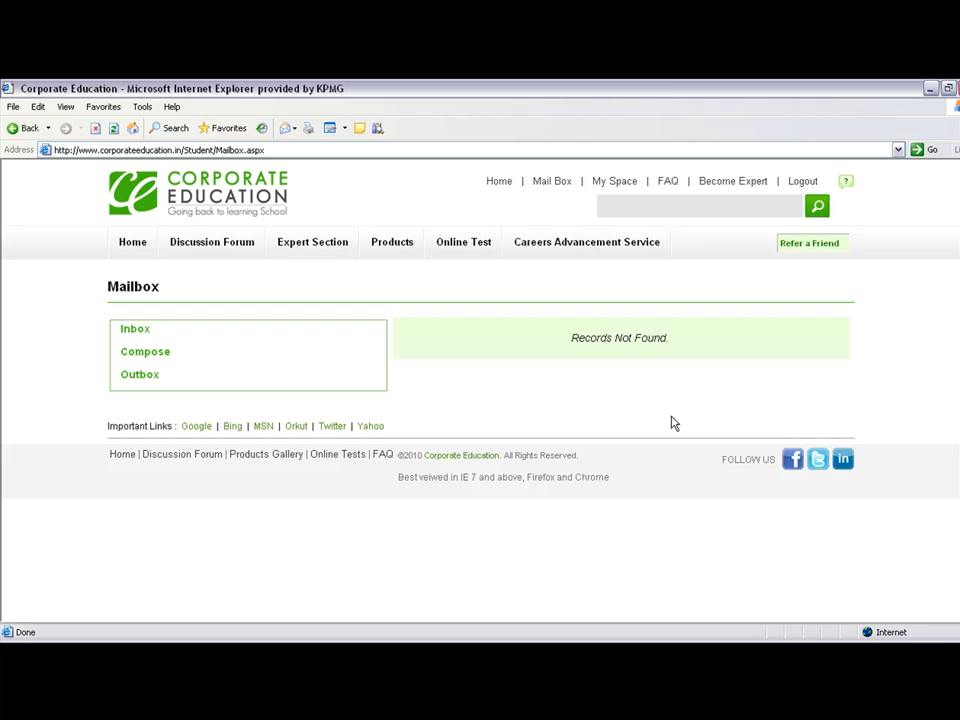 Corporate Education - Microsoft Internet Explorer provided by KPMG
File Edit View Favorites Tools Help
Back Search Favorites
Address http://www.corporateeducation.in/Student/Mailbox.aspx Go
CORPORATE
EDUCATION
Going back to learning School
Home | Mail Box | My Space | FAQ | Become Expert | Logout ?
Home Discussion Forum Expert Section Products Online Test Careers Advancement Service Refer a Friend
Mailbox
Inbox
Compose
Outbox
Records Not Found.
Important Links : Google | Bing | MSN | Orkut | Twitter | Yahoo
Home | Discussion Forum | Products Gallery | Online Tests | FAQ ©2010 Corporate Education. All Rights Reserved.
Best veiwed in IE 7 and above, Firefox and Chrome
FOLLOW US f t in
Done Internet